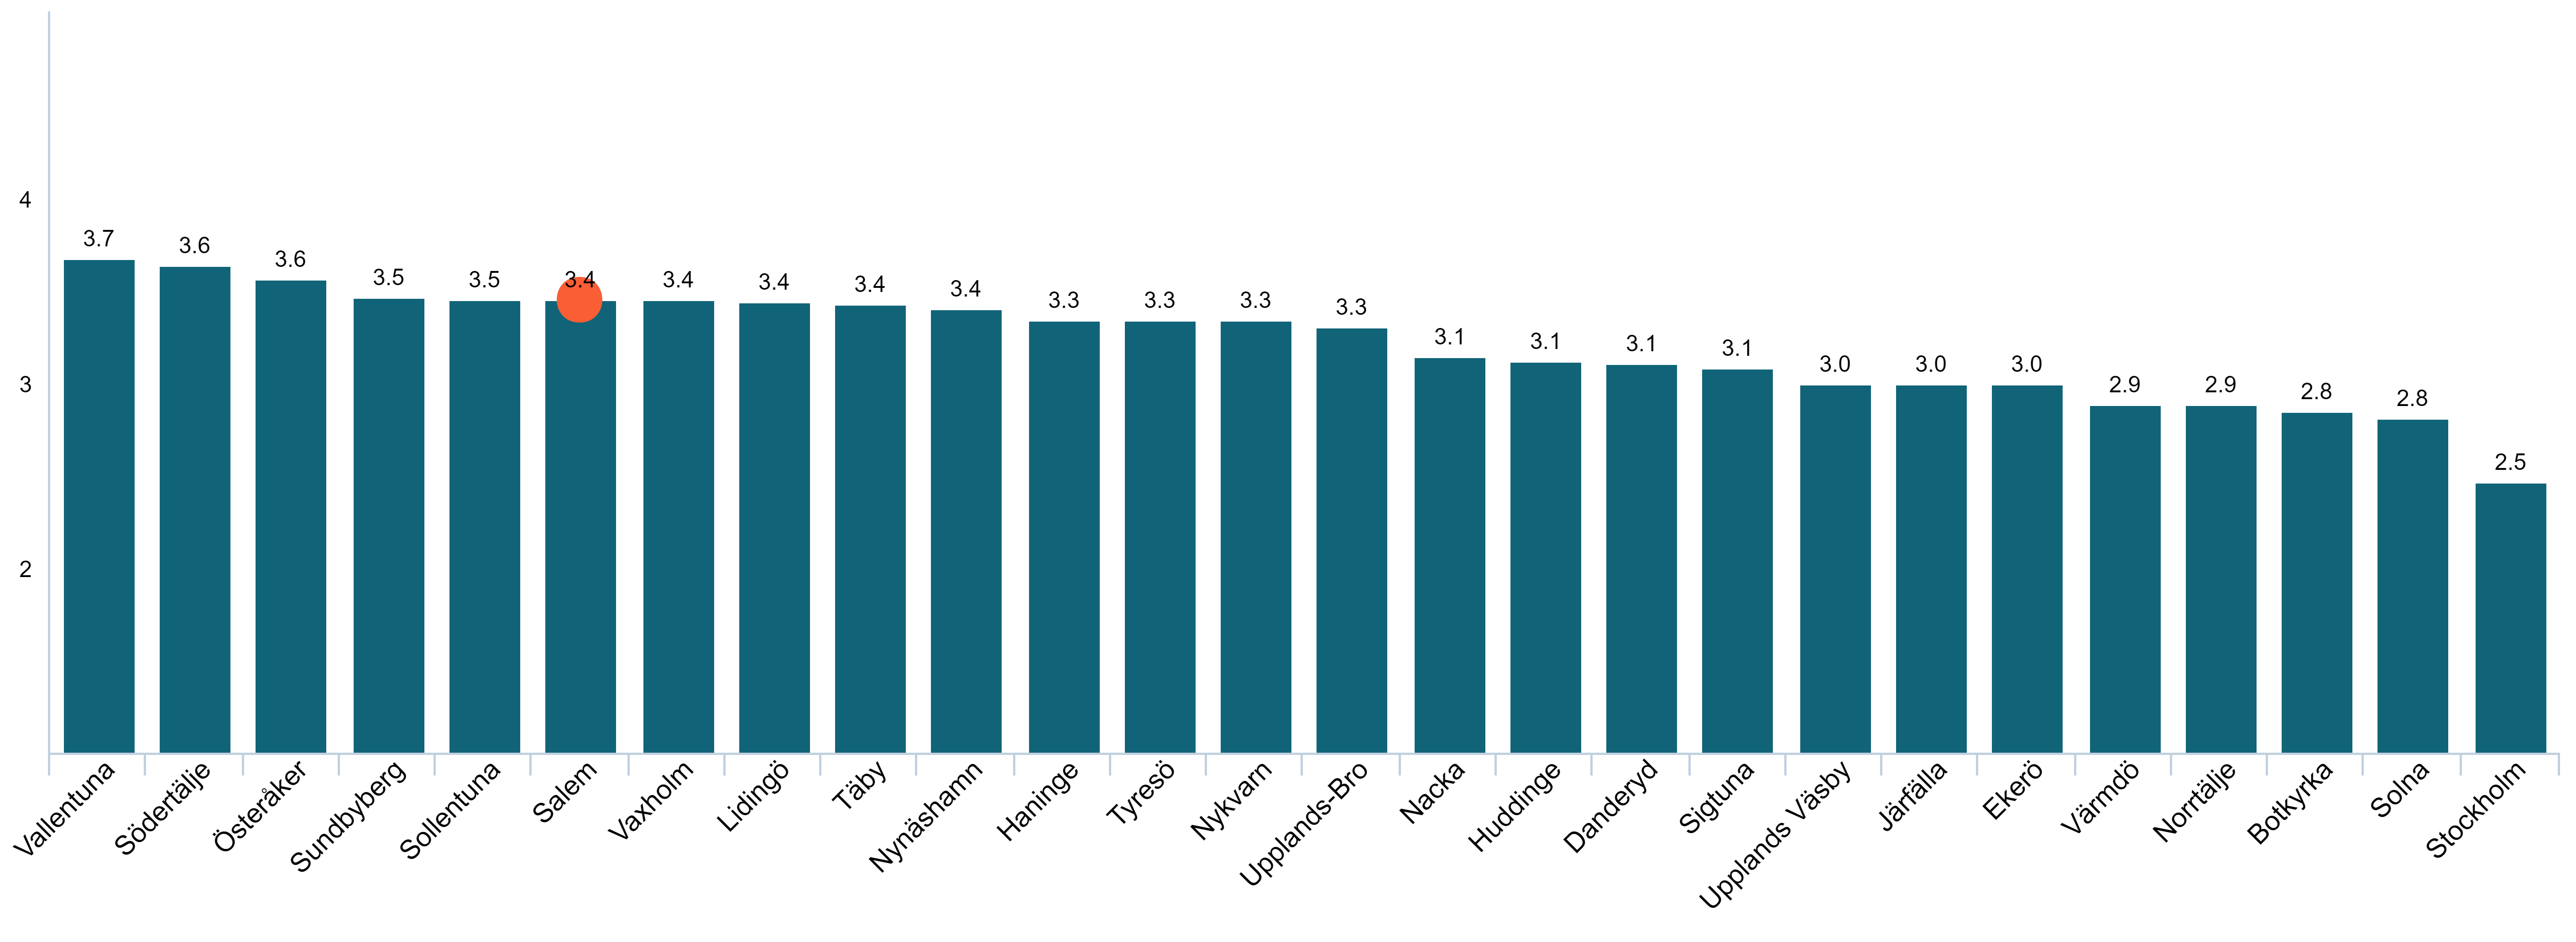 4
3
2
3.7 3.6 3.6 3.5 3.5 3.4 3.4 3.4 3.4 3.4 3.3 3.3 3.3 3.3 3.1 3.1 3.1 3.1 3.0 3.0 3.0 2.9 2.9 2.8 2.8 2.5
Vallentuna Södertälje Österåker Sundbyberg Sollentuna Salem Vaxholm Lidingö Täby Nynäshamn Haninge Tyresö Nykvarn Upplands-Bro Nacka Huddinge Danderyd Sigtuna Upplands Väsby Järfälla Ekerö Värmdö Norrtälje Botkyrka Solna Stockholm